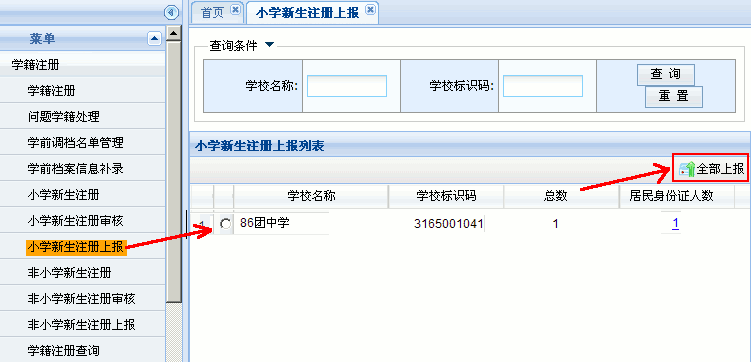 首页
小学新生注册上报
菜单
学籍注册
学籍注册
问题学籍处理
学前调档名单管理
学前档案信息补录
小学新生注册
小学新生注册审核
小学新生注册上报
非小学新生注册
非小学新生注册审核
非小学新生注册上报
学籍注册查询
查询条件
学校名称: 学校标识码: 查 询
重 置
小学新生注册上报列表
全部上报
学校名称 学校标识码 总数 居民身份证人数
1 86团中学 3165001041 1 1